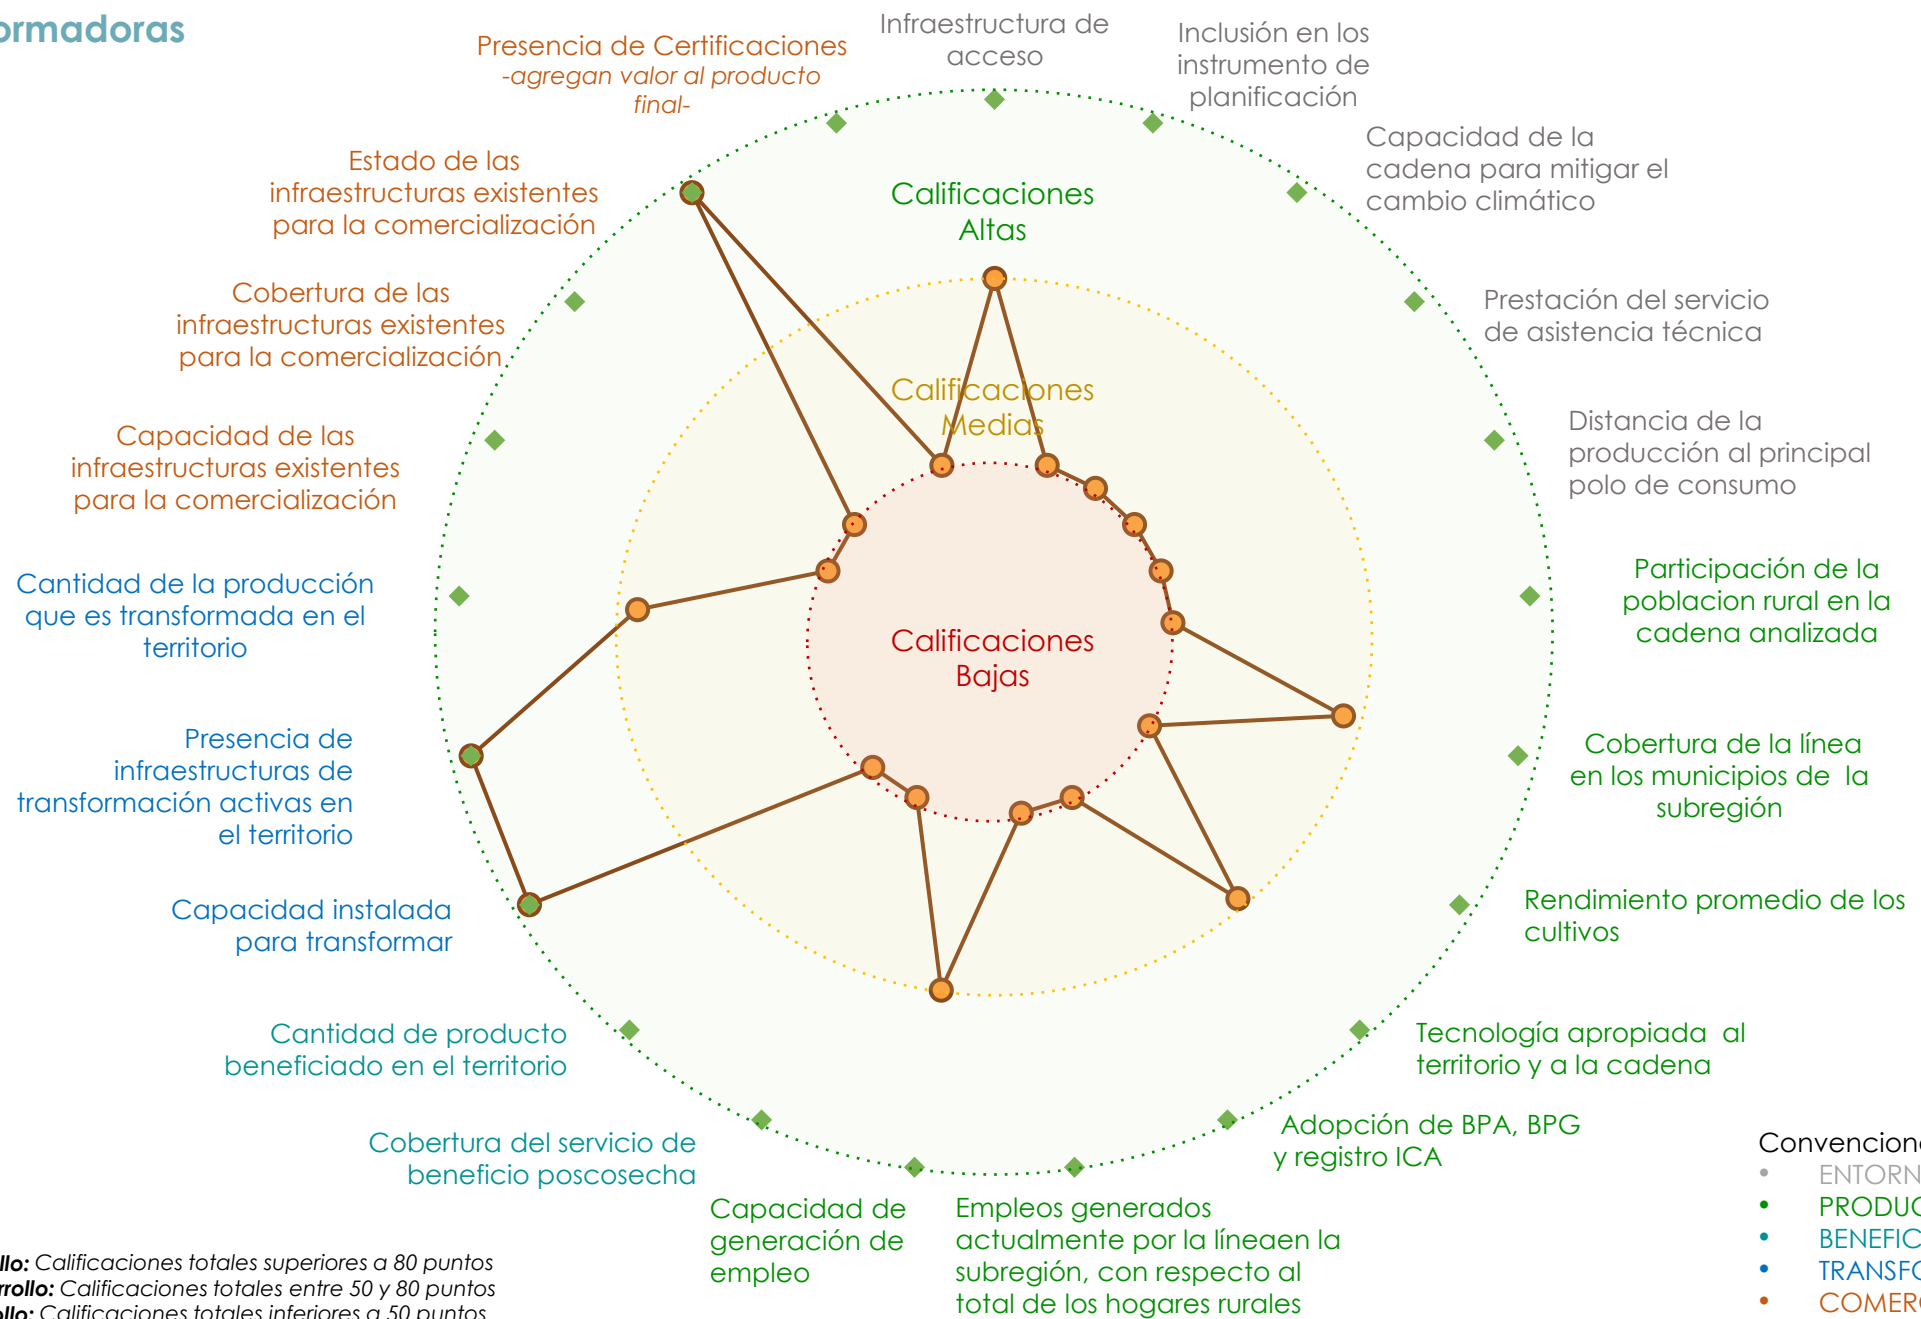 ormadoras
Infraestructura de
acceso
Inclusión en los
instrumento de
planificación
Capacidad de la
cadena para mitigar el
cambio climático
Prestación del servicio
de asistencia técnica
Distancia de la
producción al principal
polo de consumo
Participación de la
poblacion rural en la
cadena analizada
Cobertura de la línea
en los municipios de la
subregión
Rendimiento promedio de los
cultivos
Tecnología apropiada al
territorio y a la cadena
Adopción de BPA, BPG
y registro ICA
Empleos generados
actualmente por la líneaen la
subregión, con respecto al
total de los hogares rurales
Capacidad de
generación de
empleo
Cobertura del servicio de
beneficio poscosecha
Cantidad de producto
beneficiado en el territorio
Capacidad instalada
para transformar
Presencia de
infraestructuras de
transformación activas en
el territorio
Cantidad de la producción
que es transformada en el
territorio
Capacidad de las
infraestructuras existentes
para la comercialización
Cobertura de las
infraestructuras existentes
para la comercialización
Estado de las
infraestructuras existentes
para la comercialización
Presencia de Certificaciones
-agregan valor al producto
final-
Calificaciones
Altas
Calificaciones
Medias
Calificaciones
Bajas
llo: Calificaciones totales superiores a 80 puntos
rrollo: Calificaciones totales entre 50 y 80 puntos
ollo: Calificaciones totales inferiores a 50 puntos
Convencion
• ENTORN
• PRODUC
• BENEFIC
• TRANSFO
• COMERC